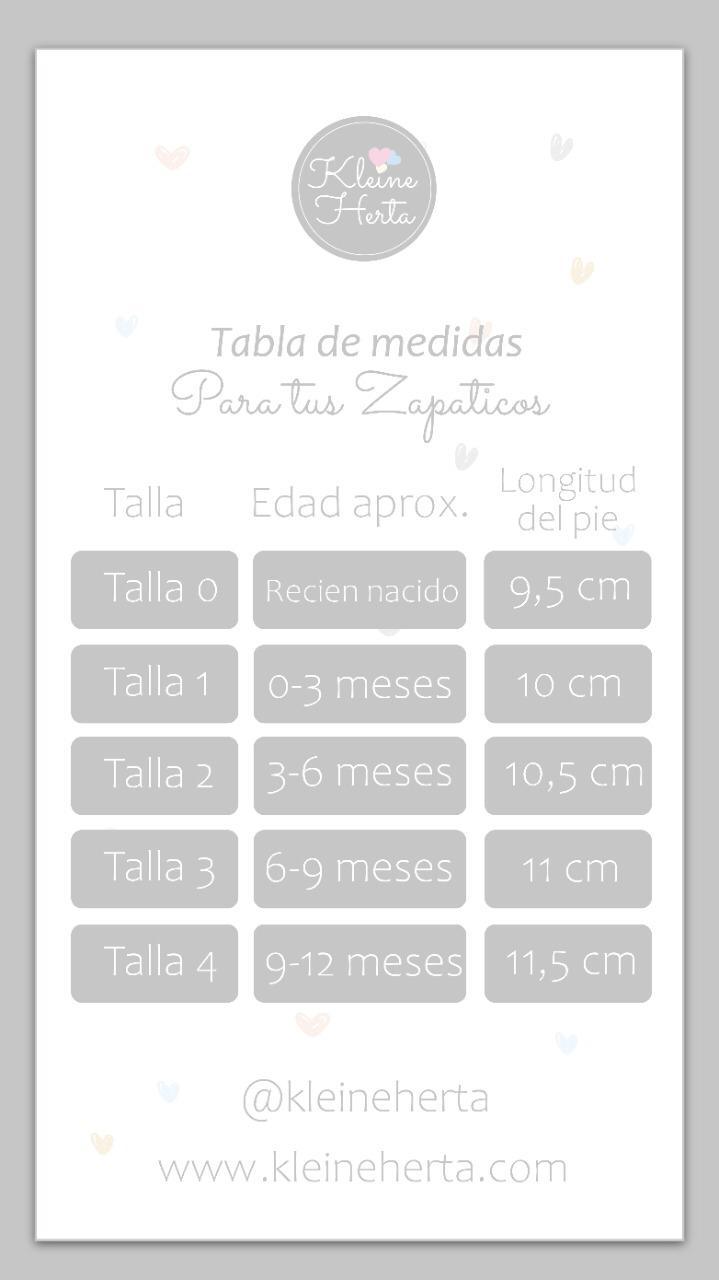 Kleine
Herta
Tabla de medidas
Para tus Zapaticos
Talla Edad aprox. Longitud del pie
Talla 0 Recien nacido 9,5 cm
Talla 1 0-3 meses 10 cm
Talla 2 3-6 meses 10,5 cm
Talla 3 6-9 meses 11 cm
Talla 4 9-12 meses 11,5 cm
@kleineherta
www.kleineherta.com